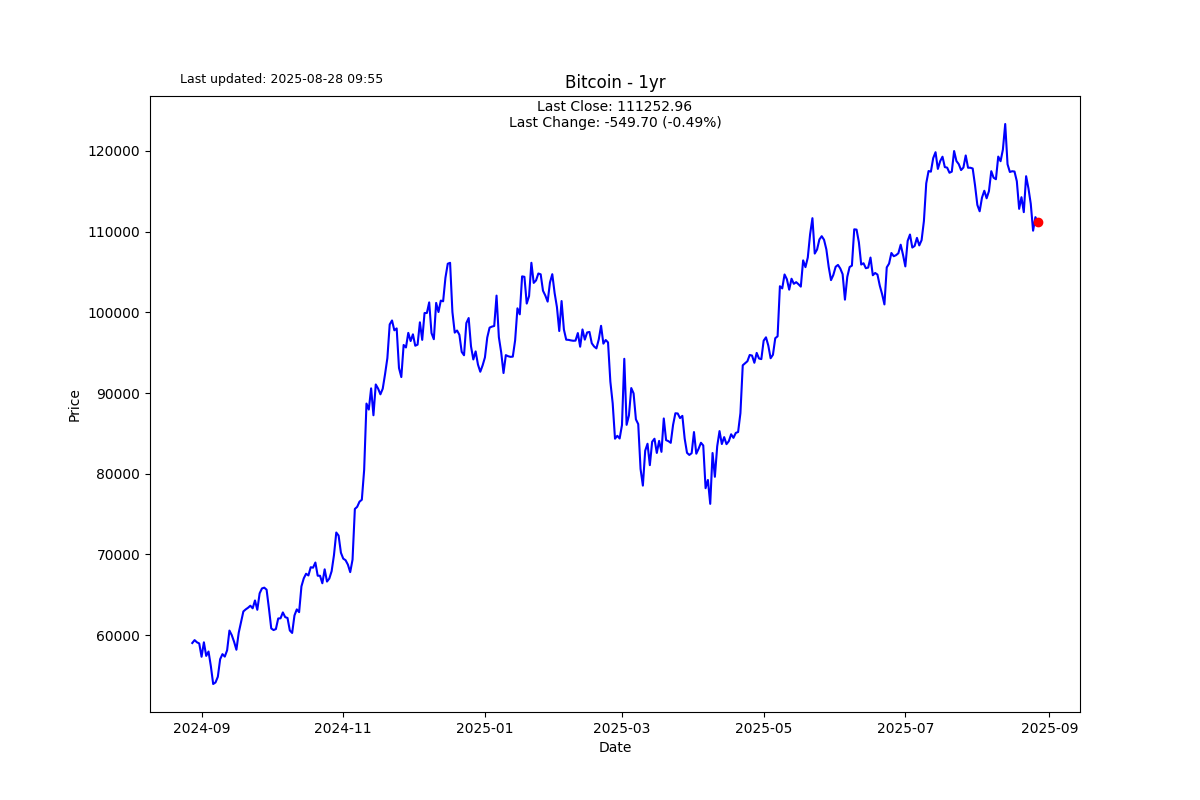 Last updated: 2025-08-28 09:55
Bitcoin - 1yr
Last Close: 111252.96
Last Change: -549.70 (-0.49%)
120000
110000
100000
90000
80000
70000
60000
Price
2024-09
2024-11
2025-01
2025-03
2025-05
2025-07
2025-09
Date